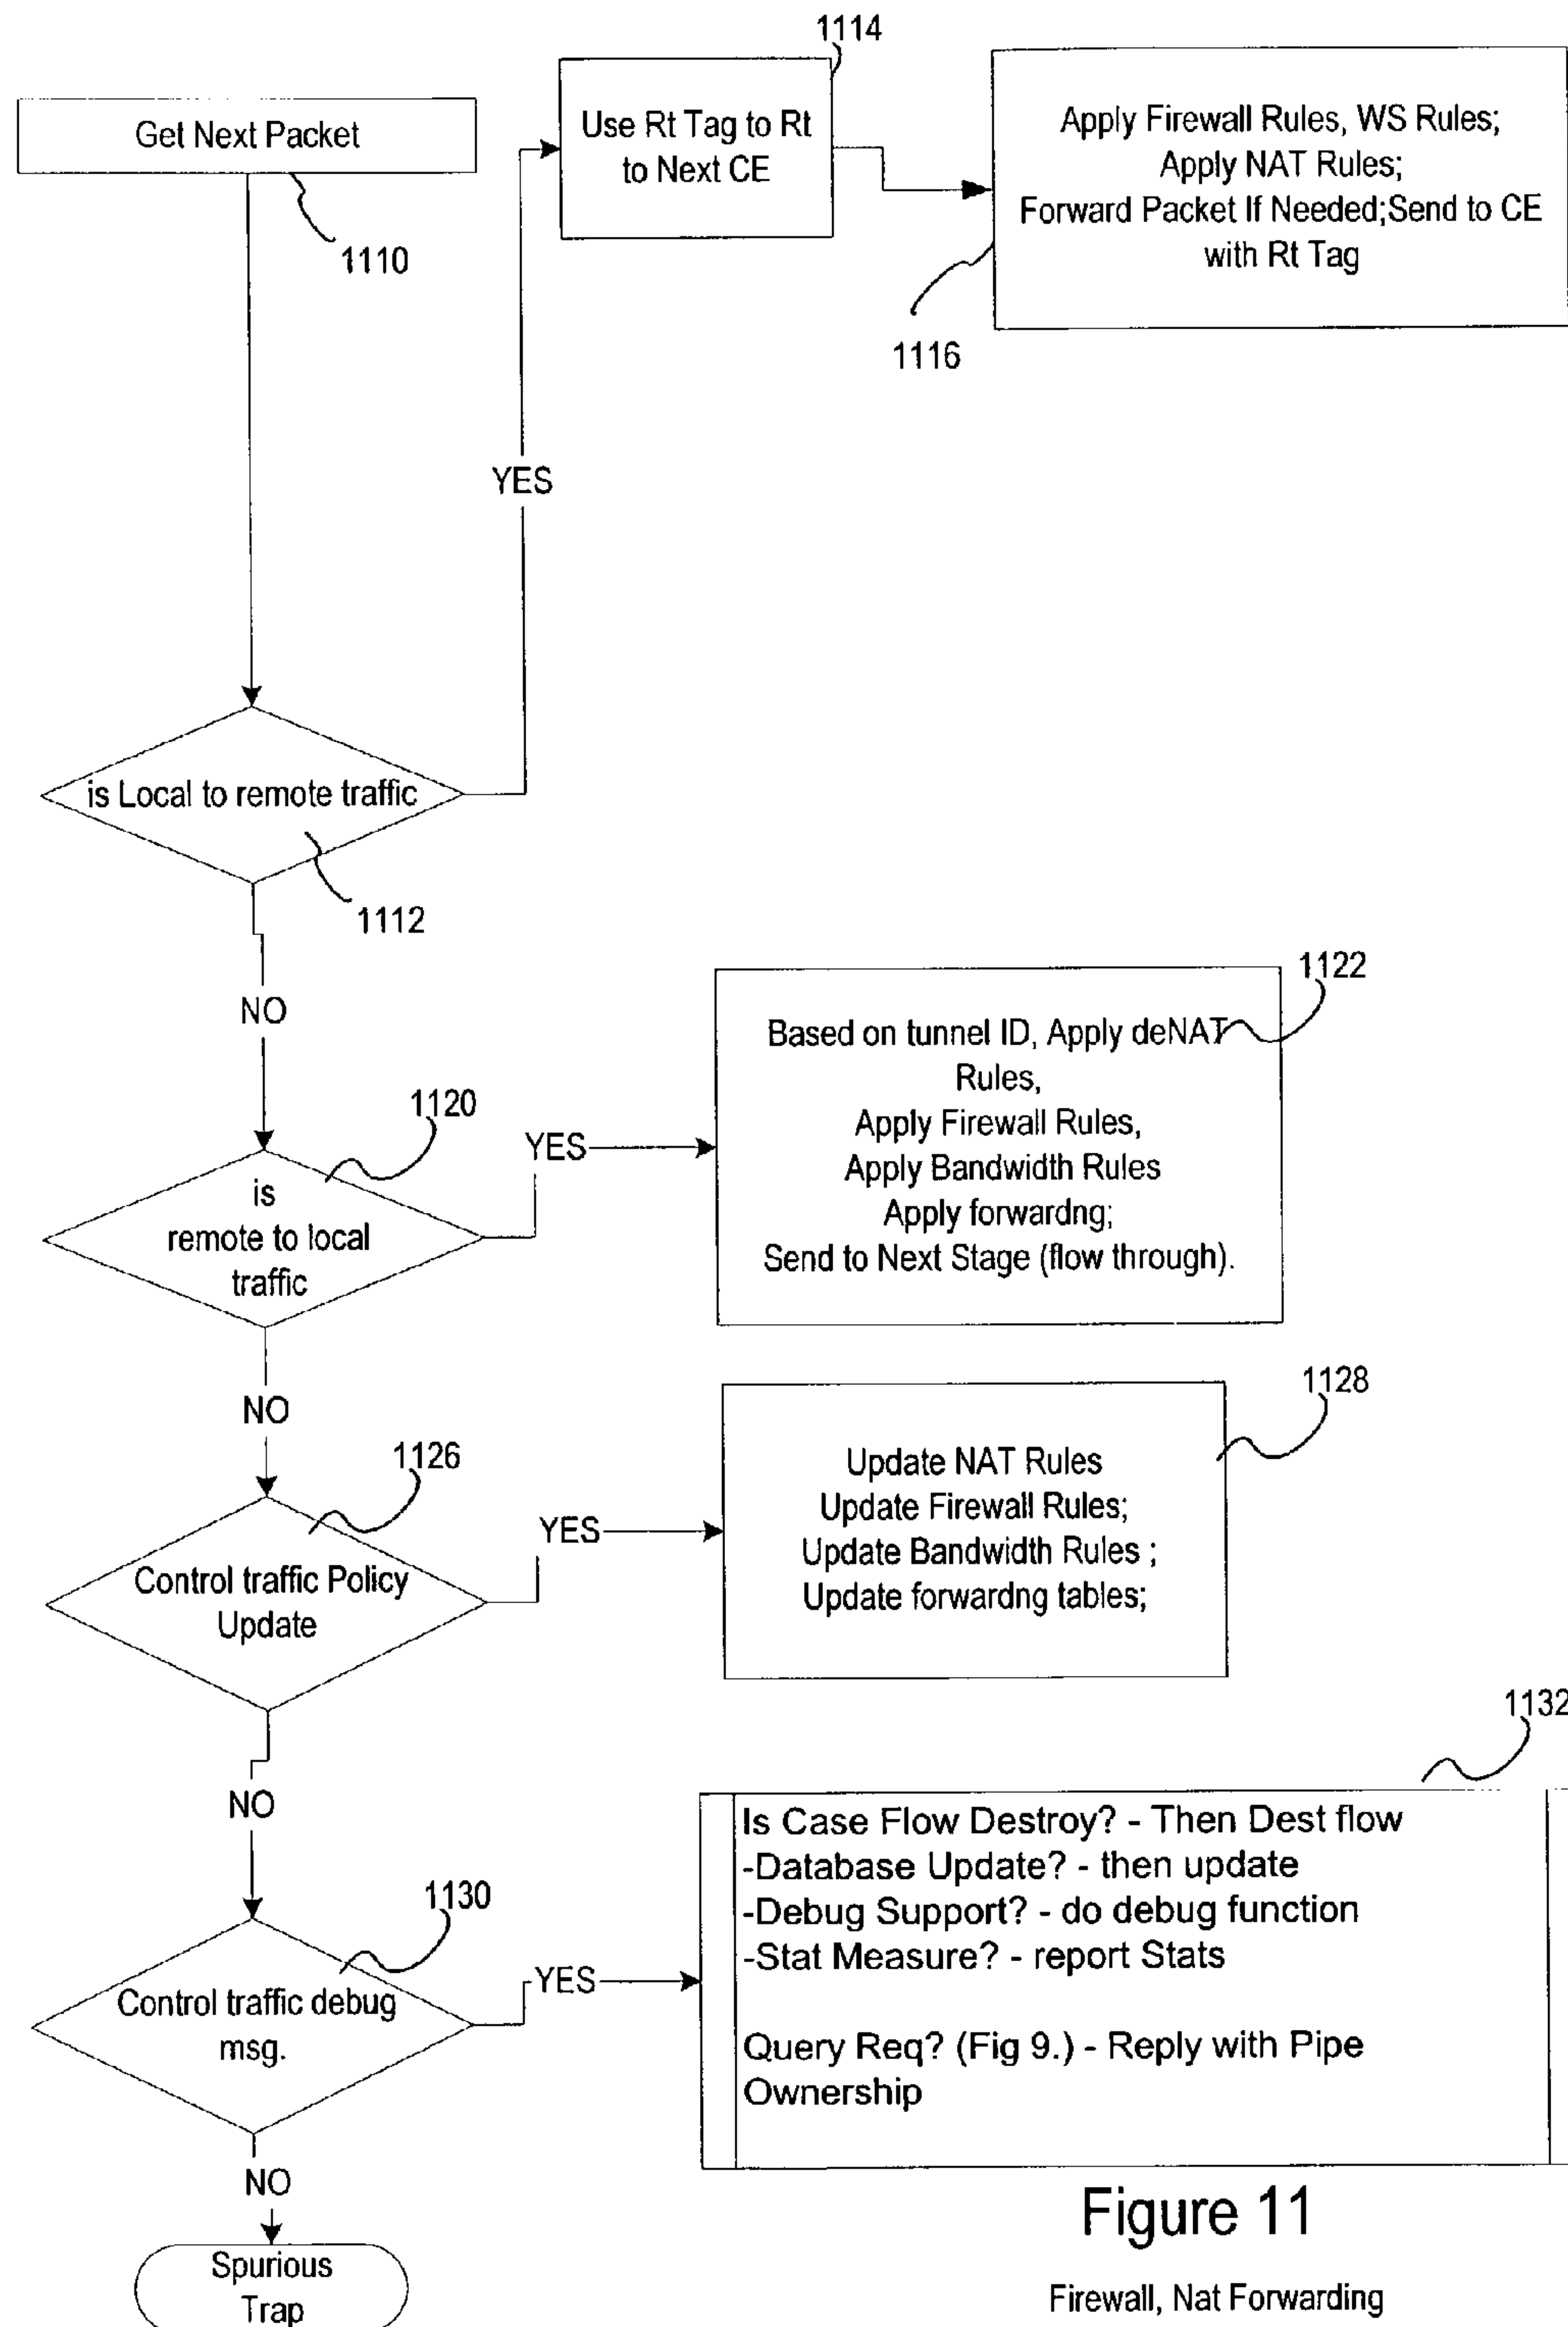 1114
Get Next Packet
1110
Use Rt Tag to Rt
to Next CE
Apply Firewall Rules, WS Rules;
Apply NAT Rules;
Forward Packet If Needed;Send to CE
with Rt Tag
1116
YES
is Local to remote traffic
1112
NO
1122
Based on tunnel ID, Apply deNAT
Rules,
Apply Firewall Rules,
Apply Bandwidth Rules
Apply forwardng;
Send to Next Stage (flow through).
1120
YES
is
remote to local
traffic
NO
1128
Update NAT Rules
Update Firewall Rules;
Update Bandwidth Rules ;
Update forwardng tables;
1126
YES
Control traffic Policy
Update
NO
1132
Is Case Flow Destroy? - Then Dest flow
-Database Update? - then update
-Debug Support? - do debug function
-Stat Measure? - report Stats
Query Req? (Fig 9.) - Reply with Pipe
Ownership
1130
YES
Control traffic debug
msg.
NO
Spurious
Trap
Figure 11
Firewall, Nat Forwarding